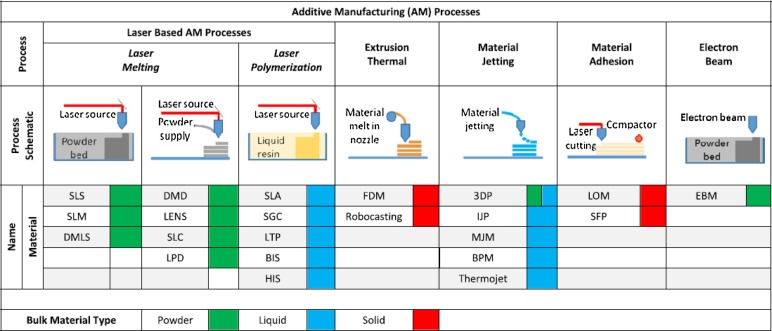 Additive Manufacturing (AM) Processes
Process
Laser Based AM Processes
Laser Melting
Laser Polymerization
Extrusion Thermal
Material Jetting
Material Adhesion
Electron Beam
Process Schematic
Laser source
Powder bed
Laser source
Powder supply
Laser source
Liquid resin
Material melt in nozzle
Material jetting
Laser cutting
Compactor
Electron beam
Powder bed
Name
Material
SLS DMD SLA FDM 3DP LOM EBM
SLM LENS SGC Robocasting IJP SFP
DMLS SLC LTP MJM
LPD BIS BPM
HIS Thermojet
Bulk Material Type Powder Liquid Solid